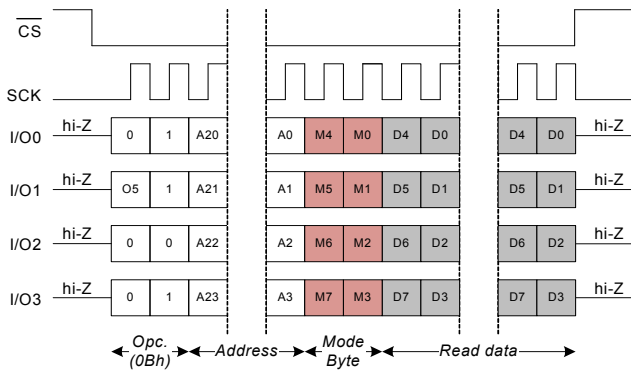 CS
SCK
I/O0 hi-Z 0 1 A20 A0 M4 M0 D4 D0 D4 D0 hi-Z
I/O1 hi-Z O5 1 A21 A1 M5 M1 D5 D1 D5 D1 hi-Z
I/O2 hi-Z 0 0 A22 A2 M6 M2 D6 D2 D6 D2 hi-Z
I/O3 hi-Z 0 1 A23 A3 M7 M3 D7 D3 D7 D3 hi-Z
Opc. Address Mode Read data
(0Bh) Byte